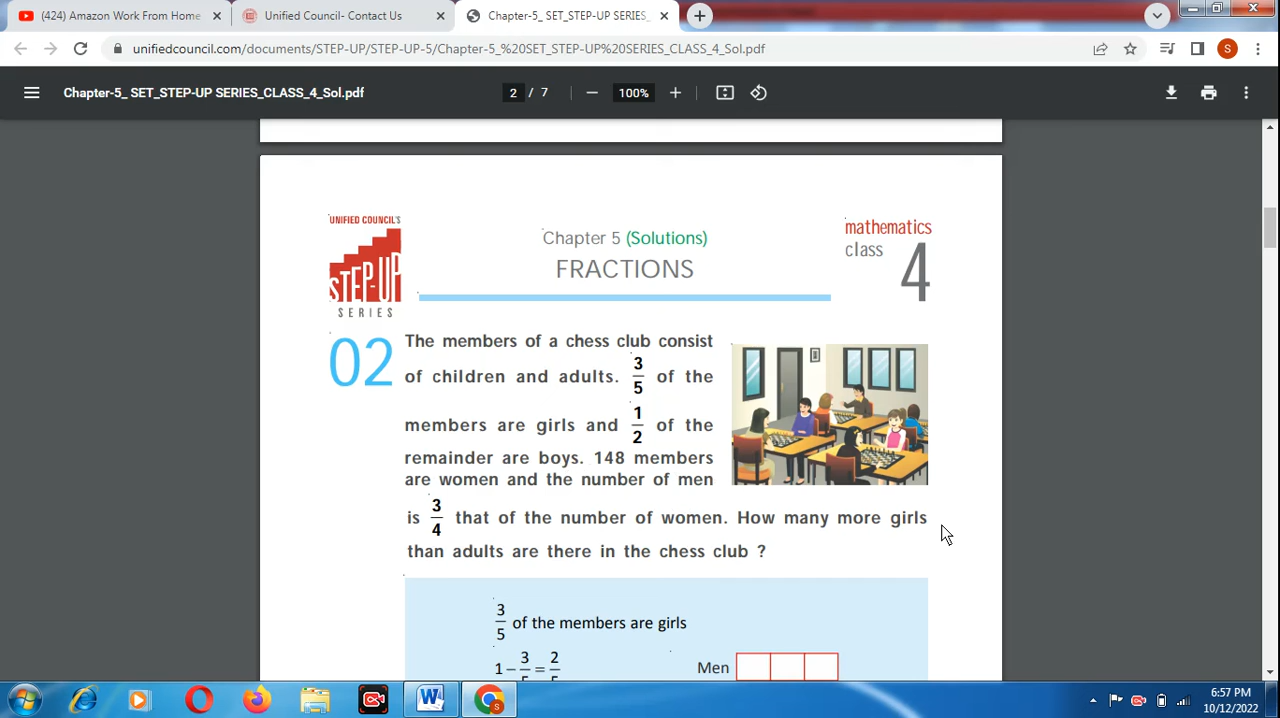 (424) Amazon Work From Home
Unified Council- Contact Us
Chapter-5_ SET_STEP-UP SERIES_
unifiedcouncil.com/documents/STEP-UP/STEP-UP-5/Chapter-5_%20SET_STEP-UP%20SERIES_CLASS_4_Sol.pdf
S
Chapter-5_ SET_STEP-UP SERIES_CLASS_4_Sol.pdf
2 / 7
100%
UNIFIED COUNCIL'S
STEP-UP
SERIES
Chapter 5 (Solutions)
FRACTIONS
mathematics
class
4
02
The members of a chess club consist
of children and adults. 3/5 of the
members are girls and 1/2 of the
remainder are boys. 148 members
are women and the number of men
is 3/4 that of the number of women. How many more girls
than adults are there in the chess club ?
3/5 of the members are girls
1 – 3/5 = 2/5
Men
W
S
6:57 PM
10/12/2022